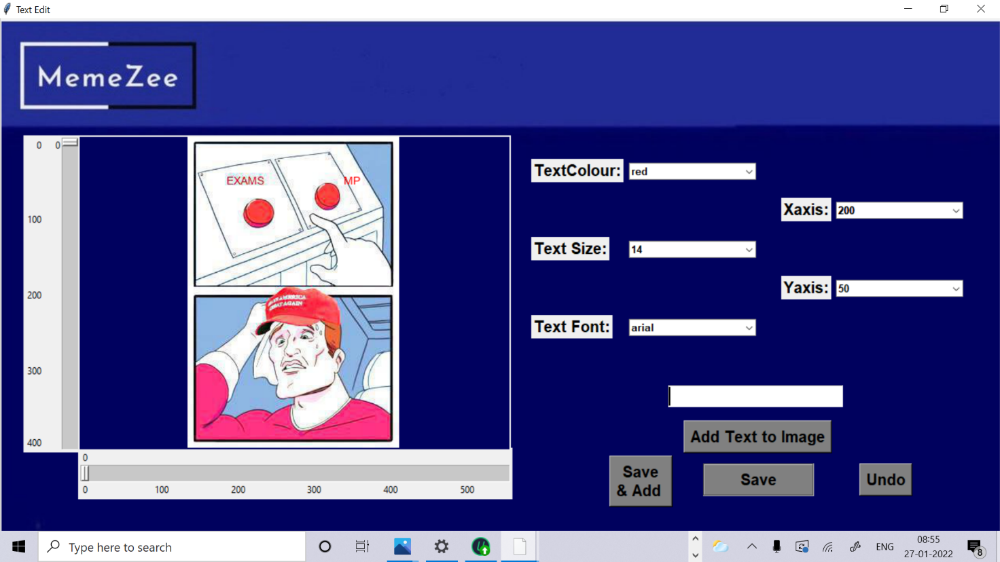 Text Edit
MemeZee
0 0
100
200
300
400
EXAMS
MP
AMERICA
GREAT AGAIN
0
0 100 200 300 400 500
TextColour: red
Xaxis: 200
Text Size: 14
Yaxis: 50
Text Font: arial
Add Text to Image
Save
& Add
Save
Undo
Type here to search
ENG
08:55
27-01-2022
8